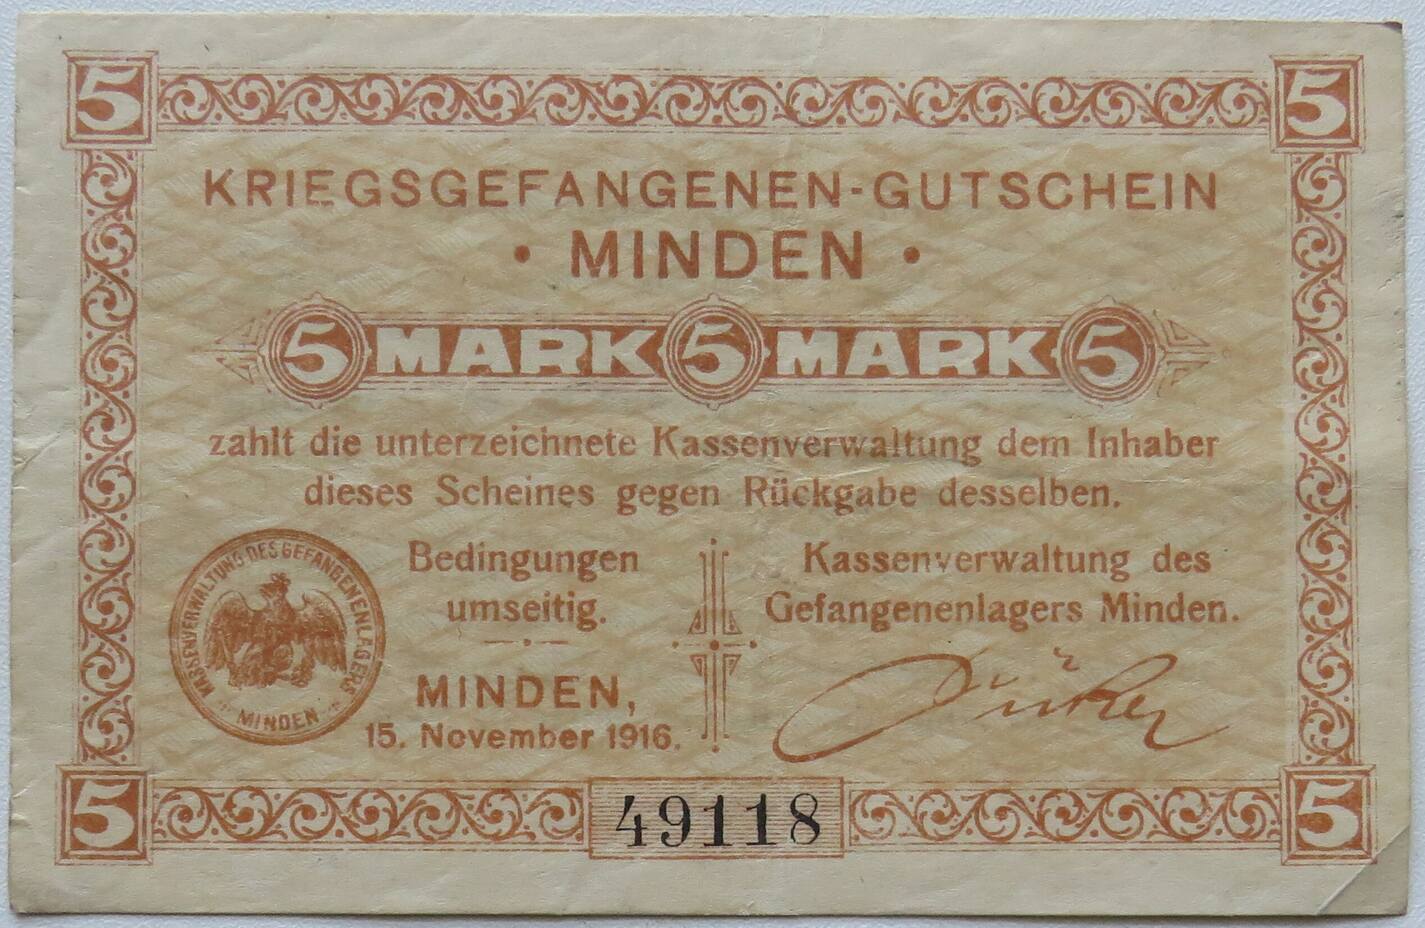 5 5
KRIEGSGEFANGENEN-GUTSCHEIN
• MINDEN •
5 MARK 5 MARK 5
zahlt die unterzeichnete Kassenverwaltung dem Inhaber
dieses Scheines gegen Rückgabe desselben.
KASSENVERWALTUNG DES GEFANGENENLAGERS
MINDEN
Bedingungen
umseitig.
MINDEN,
15. November 1916.
Kassenverwaltung des
Gefangenenlagers Minden.
5 49118 5